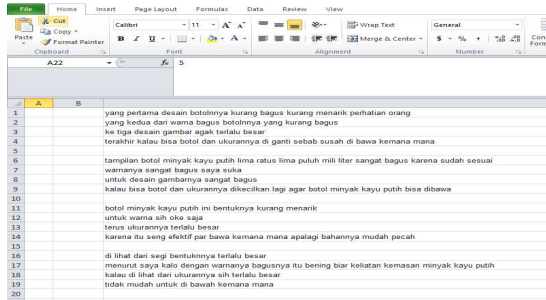 File Home Insert Page Layout Formulas Data Review View
Cut
Copy
Format Painter
Paste
Clipboard
Calibri 11 A A
B I U A
Font
Wrap Text
Merge & Center
Alignment
General
$ % ,
Number
A22 fx S
A B
1 yang pertama desain botolnnya kurang bagus kurang menarik perhatian orang
2 yang kedua dari warna bagus botolnnya yang kurang bagus
3 ke tiga desain gambar agak terlalu besar
4 terakhir kalau bisa botol dan ukurannya di ganti sebab susah di bawa kemana mana
5
6 tampilan botol minyak kayu putih lima ratus lima puluh mili liter sangat bagus karena sudah sesuai
7 warnanya sangat bagus saya suka
8 untuk desain gambarnya sangat bagus
9 kalau bisa botol dan ukurannya dikecilkan lagi agar botol minyak kayu putih bisa dibawa
10
11 botol minyak kayu putih ini bentuknya kurang menarik
12 untuk warna sih oke saja
13 terus ukurannya terlalu besar
14 karena itu seng efektif par bawa kemana mana apalagi bahannya mudah pecah
15
16 di lihat dari segi bentuknnya terlalu besar
17 menurut saya kalo dengan warnanya bagusnya itu bening biar keliatan kemasan minyak kayu putih
18 kalau di lihat dari ukurannya sih terlalu besar
19 tidak mudah untuk di bawah kemana mana
20